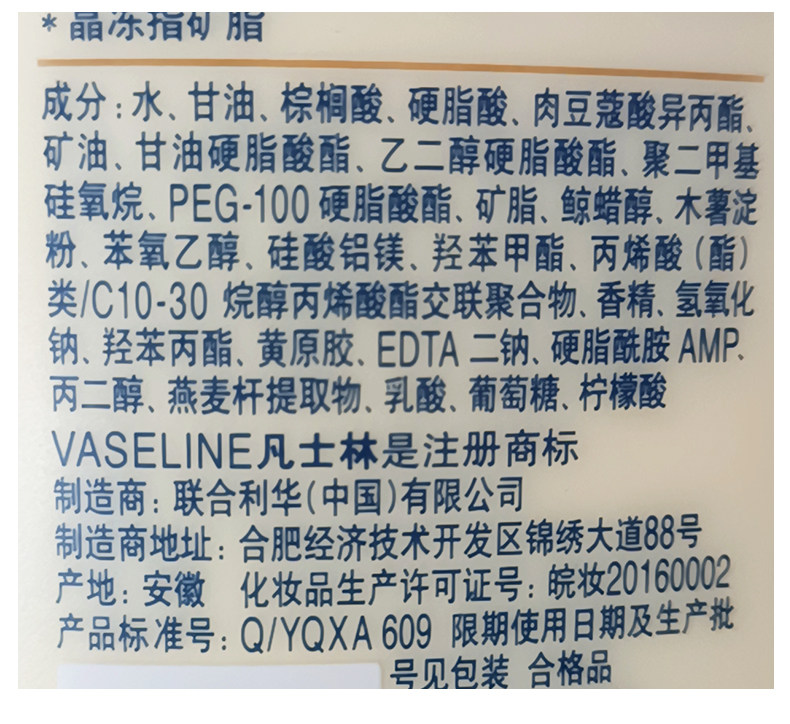 *晶冻指矿脂
成分:水、甘油、棕榈酸、硬脂酸、肉豆蔻酸异丙酯、
矿油、甘油硬脂酸酯、乙二醇硬脂酸酯、聚二甲基
硅氧烷、PEG-100硬脂酸酯、矿脂、鲸蜡醇、木薯淀
粉、苯氧乙醇、硅酸铝镁、羟苯甲酯、丙烯酸(酯)
类/C10-30 烷醇丙烯酸酯交联聚合物、香精、氢氧化
钠、羟苯丙酯、黄原胶、EDTA 二钠、硬脂酰胺 AMP、
丙二醇、燕麦秆提取物、乳酸、葡萄糖、柠檬酸
VASELINE凡士林是注册商标
制造商:联合利华(中国)有限公司
制造商地址:合肥经济技术开发区锦绣大道88号
产地:安徽 化妆品生产许可证号:皖妆20160002
产品标准号:Q/YQXA 609 限期使用日期及生产批
号见包装 合格品